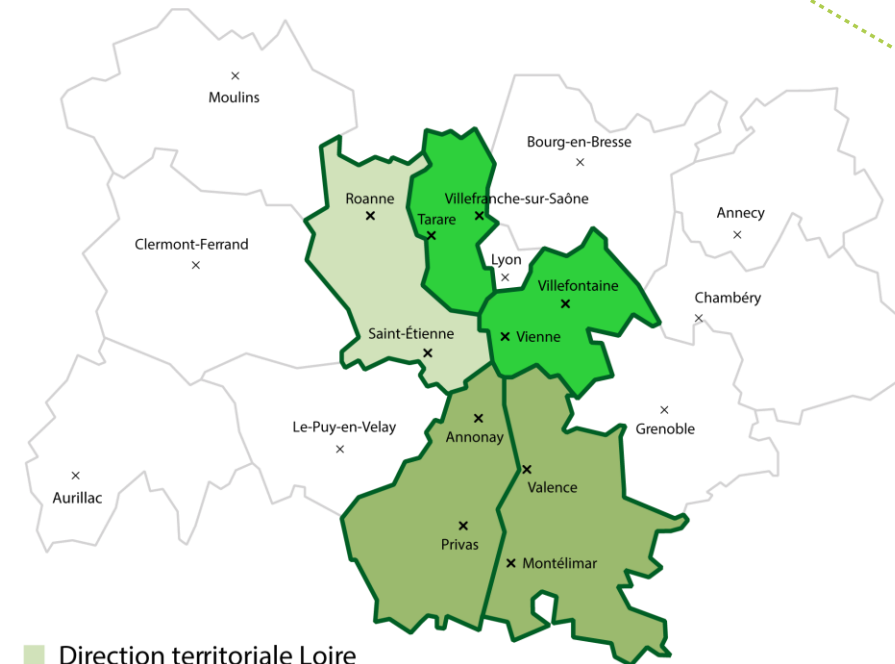 Moulins
Bourg-en-Bresse
Roanne
Villefranche-sur-Saône
Tarare
Annecy
Clermont-Ferrand
Lyon
Villefontaine
Chambéry
Saint-Étienne
Vienne
Le-Puy-en-Velay
Annonay
Grenoble
Valence
Aurillac
Privas
Montélimar
Direction territoriale Loire